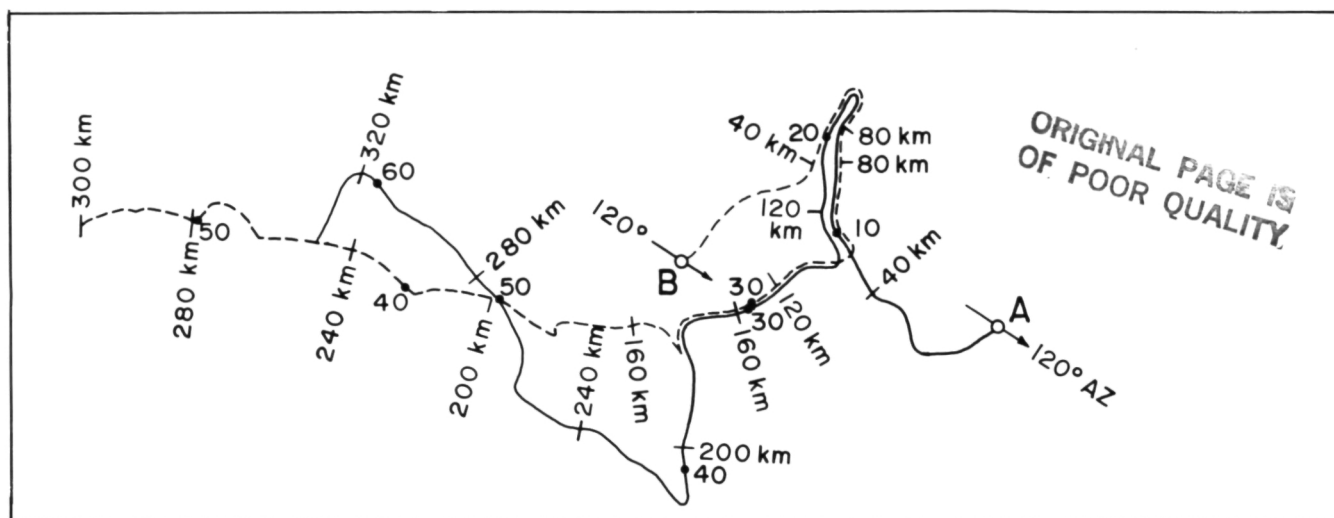 300 km
50
280 km
320 km
60
240 km
40
280 km
50
200 km
240 km
160 km
120°
B
40 km
20
80 km
80 km
120
km
10
30
30
120 km
160 km
200 km
40
40 km
A
120° AZ
ORIGINAL PAGE IS
OF POOR QUALITY